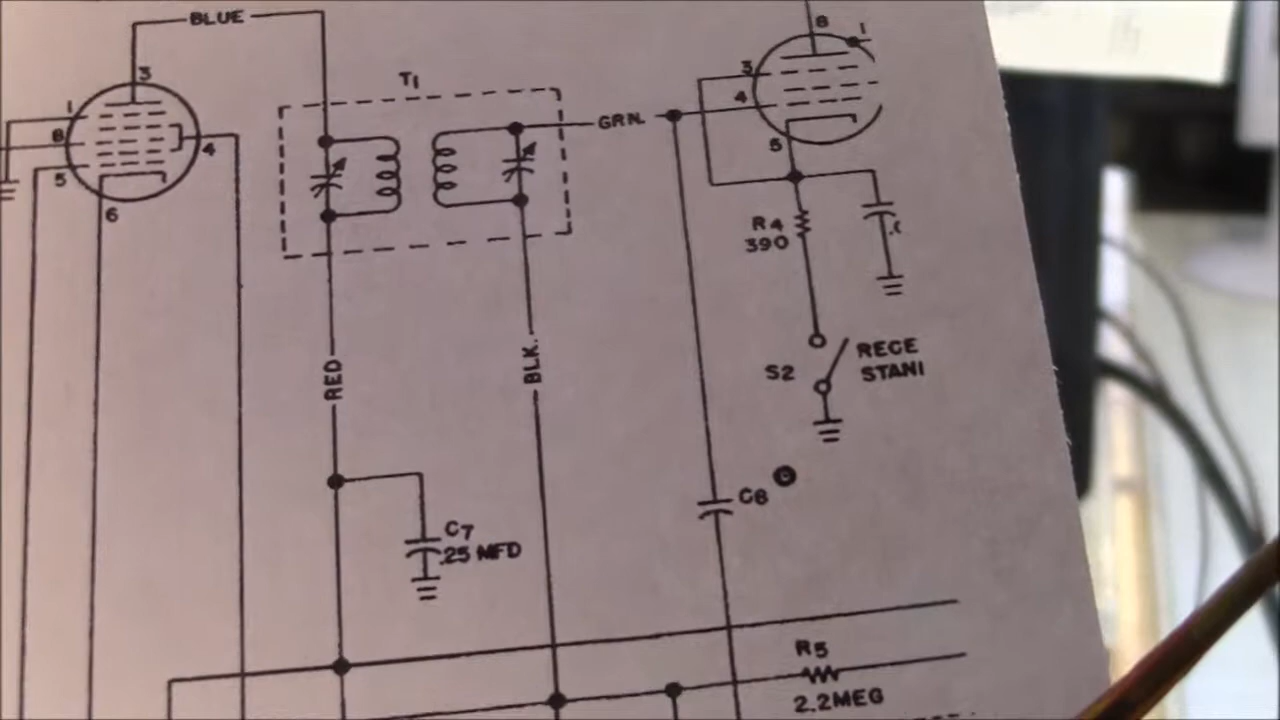 BLUE
8
1
3
T1
3
1
4
GRN.
8
4
5
5
6
R4
390
RECE
S2
STANI
RED
BLK.
C6
C7
.25 MFD
R5
2.2MEG